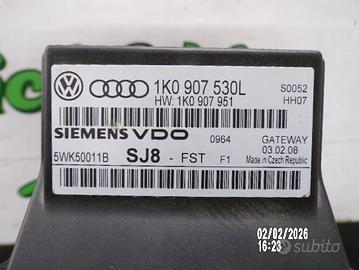 1K0 907 530L
S0052
HW: 1K0 907 951
HH07
SIEMENS VDO
0964
GATEWAY
03.02.08
5WK50011B
SJ8 - FST
F1
Made in Czech Republic
02/02/2026
16:23
subito